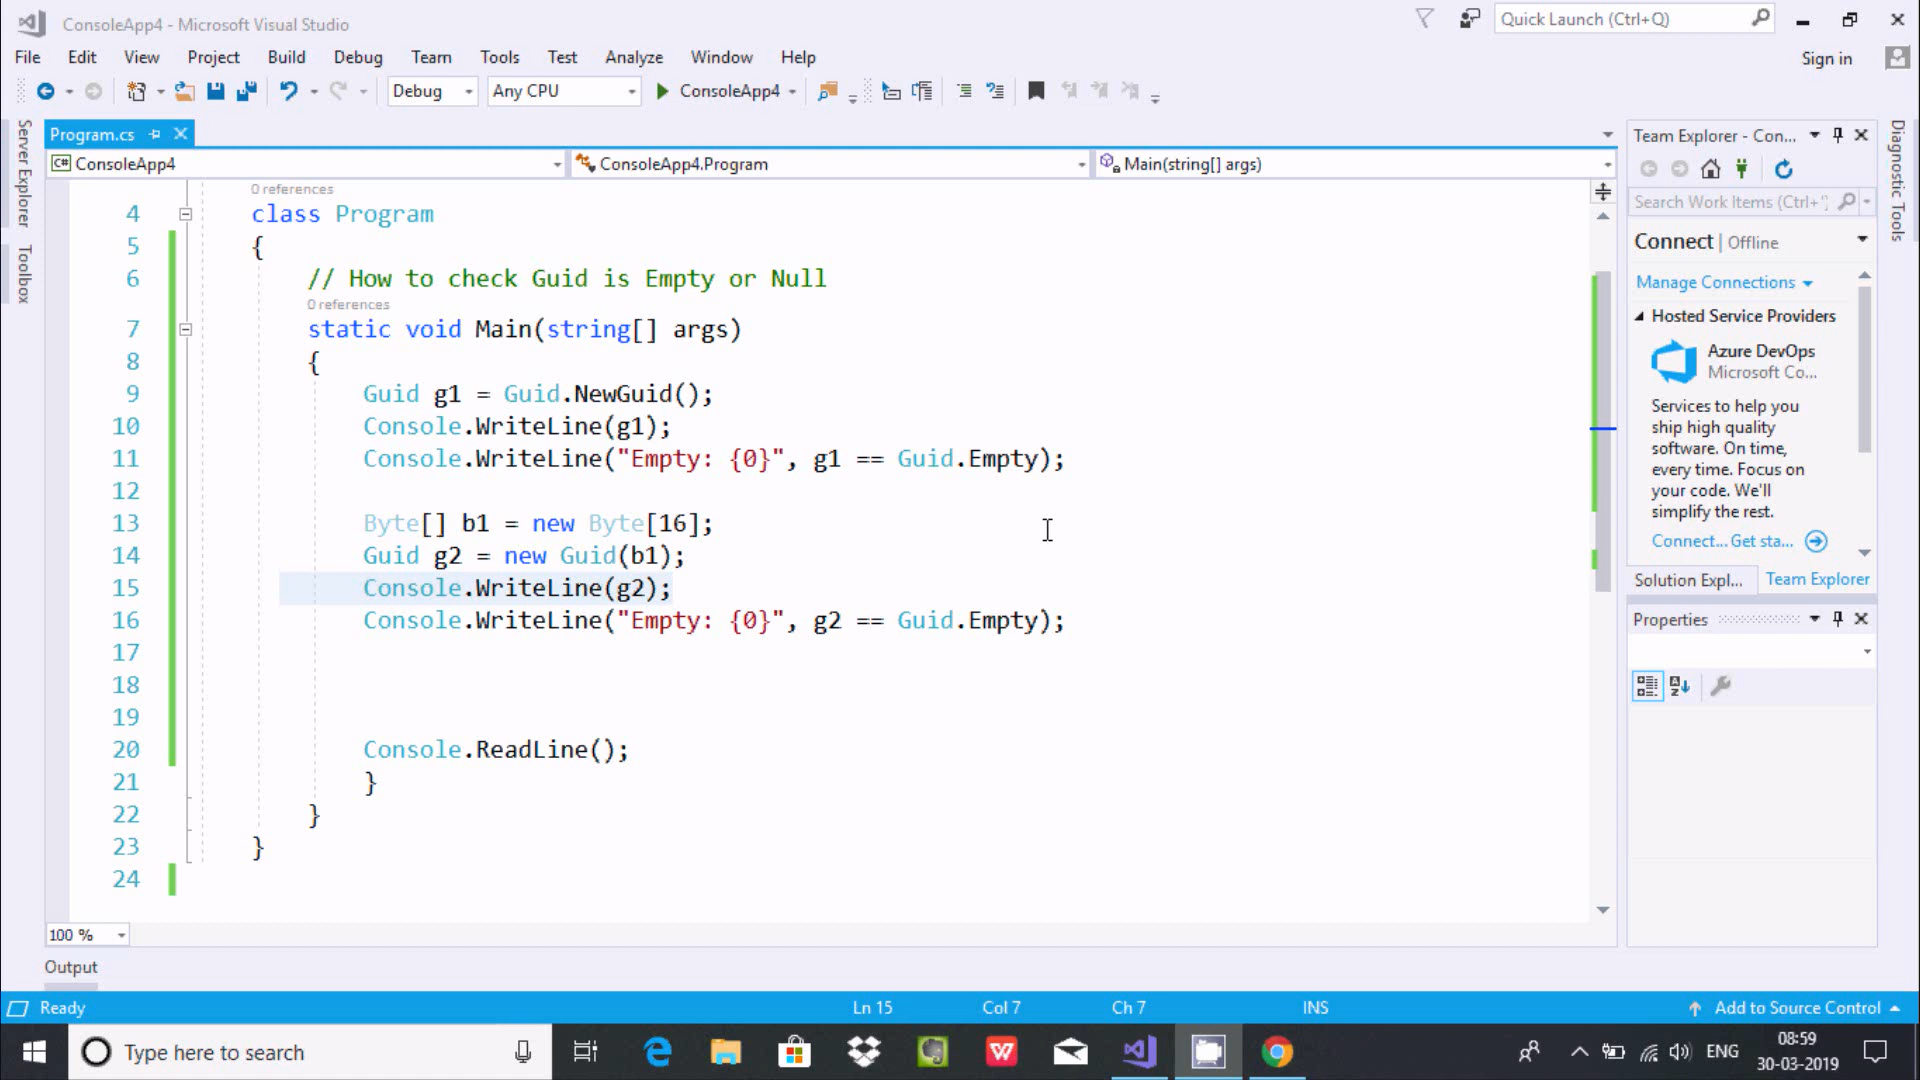 ConsoleApp4 - Microsoft Visual Studio
Quick Launch (Ctrl+Q)
File Edit View Project Build Debug Team Tools Test Analyze Window Help
Sign in
Debug Any CPU ConsoleApp4
Program.cs
C# ConsoleApp4 ConsoleApp4.Program Main(string[] args)
Server Explorer
Toolbox
0 references
4 class Program
5 {
6 // How to check Guid is Empty or Null
0 references
7 static void Main(string[] args)
8 {
9 Guid g1 = Guid.NewGuid();
10 Console.WriteLine(g1);
11 Console.WriteLine("Empty: {0}", g1 == Guid.Empty);
12
13 Byte[] b1 = new Byte[16];
14 Guid g2 = new Guid(b1);
15 Console.WriteLine(g2);
16 Console.WriteLine("Empty: {0}", g2 == Guid.Empty);
17
18
19
20 Console.ReadLine();
21 }
22 }
23 }
24
100 %
Output
Team Explorer - Con...
Search Work Items (Ctrl+'
Connect | Offline
Manage Connections
Hosted Service Providers
Azure DevOps
Microsoft Co...
Services to help you
ship high quality
software. On time,
every time. Focus on
your code. We'll
simplify the rest.
Connect... Get sta...
Solution Expl... Team Explorer
Properties
Diagnostic Tools
Ready Ln 15 Col 7 Ch 7 INS Add to Source Control
Type here to search
ENG
08:59
30-03-2019